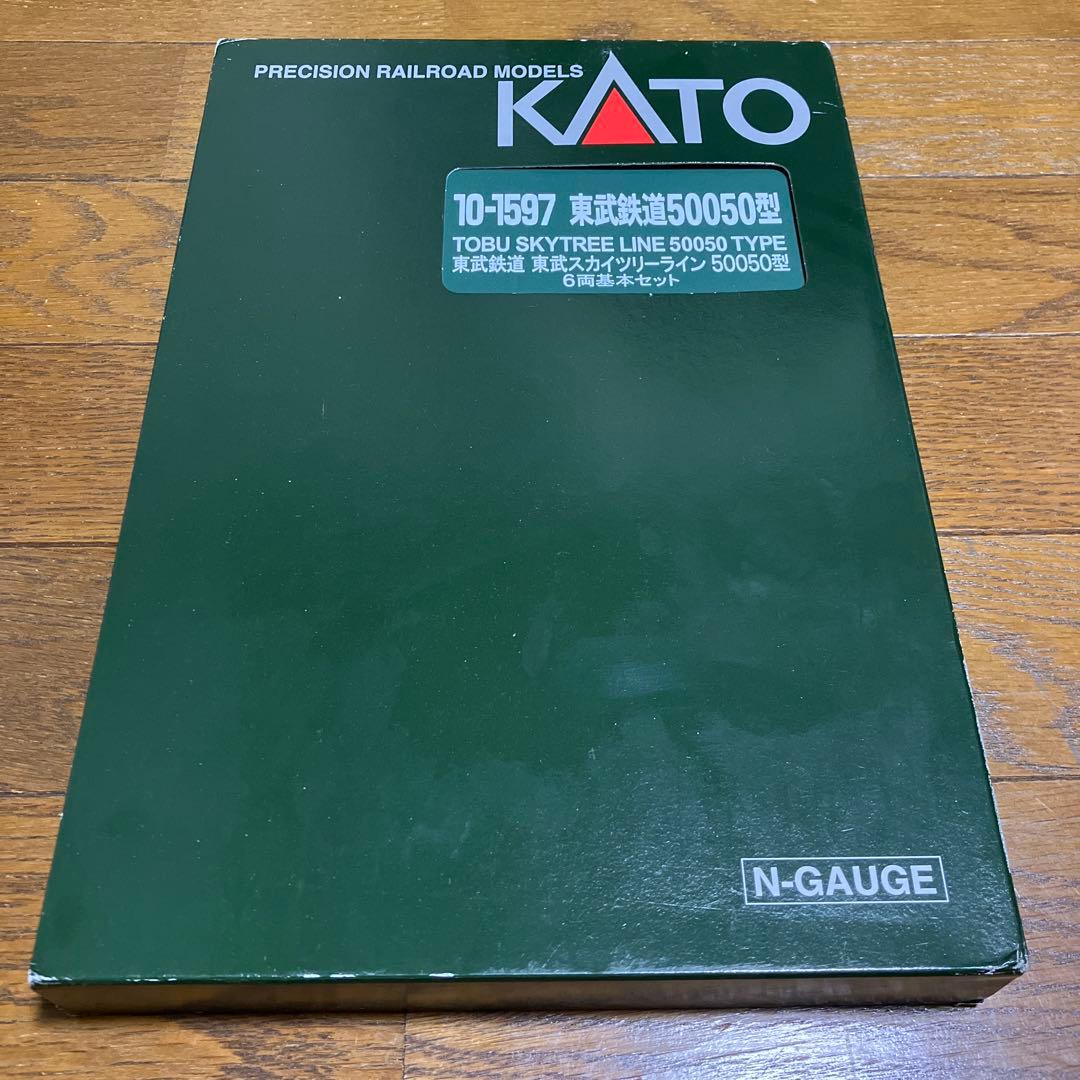 PRECISION RAILROAD MODELS
KATO
10-1597 東武鉄道50050型
TOBU SKYTREE LINE 50050 TYPE
東武鉄道 東武スカイツリーライン 50050型
6両基本セット
N-GAUGE